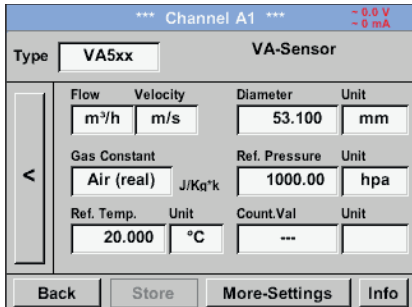 *** Channel A1 ***
~ 0.0 V
~ 0 mA
Type VA5xx VA-Sensor
Flow Velocity Diameter Unit
m³/h m/s 53.100 mm
Gas Constant Ref. Pressure Unit
< Air (real) J/Kg*k 1000.00 hpa
Ref. Temp. Unit Count.Val Unit
20.000 °C ---
Back Store More-Settings Info